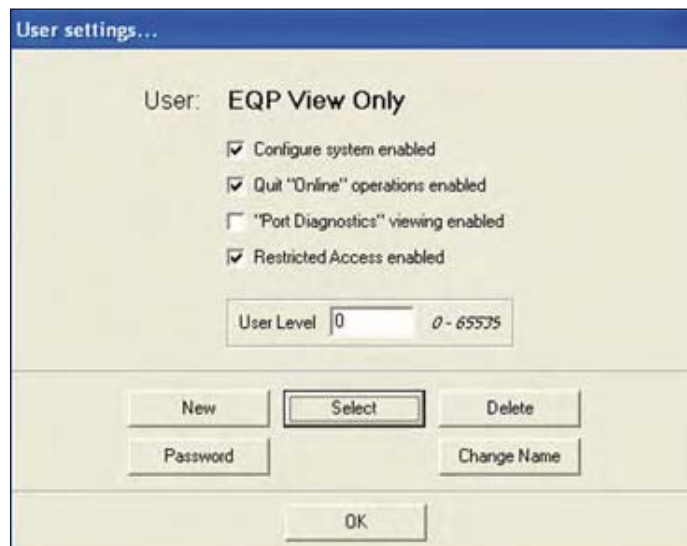 User settings...
User: EQP View Only
Configure system enabled
Quit "Online" operations enabled
"Port Diagnostics" viewing enabled
Restricted Access enabled
User Level 0 0 - 65535
New Select Delete
Password Change Name
OK